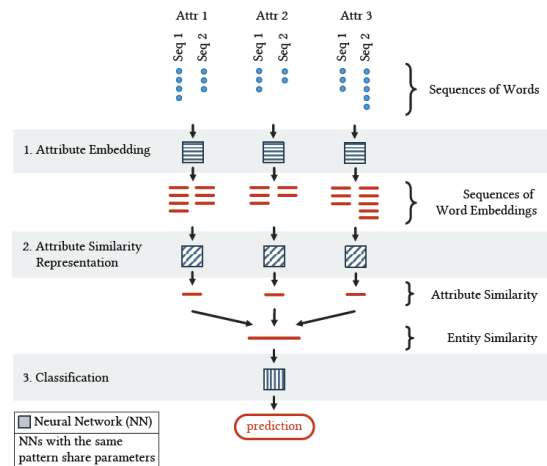 Attr 1 Attr 2 Attr 3
Seq 1 Seq 2 Seq 1 Seq 2 Seq 1 Seq 2
Sequences of Words
1. Attribute Embedding
Sequences of
Word Embeddings
2. Attribute Similarity
Representation
Attribute Similarity
Entity Similarity
3. Classification
prediction
Neural Network (NN)
NNs with the same
pattern share parameters